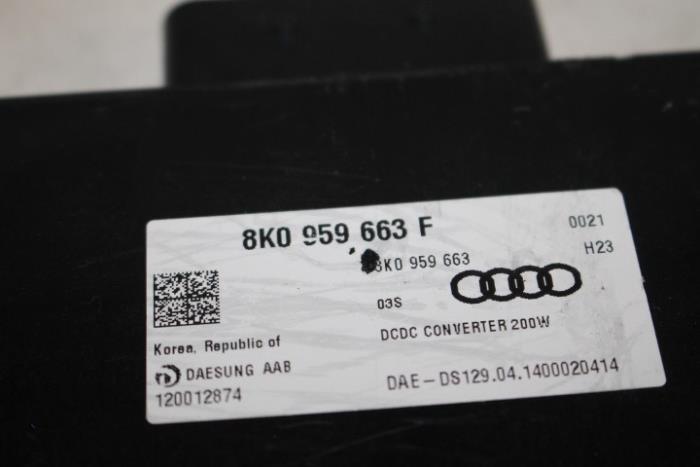 8K0 959 663 F
0021
8K0 959 663
H23
03S
DCDC CONVERTER 200W
Korea, Republic of
DAESUNG AAB
120012874
DAE-DS129.04.1400020414